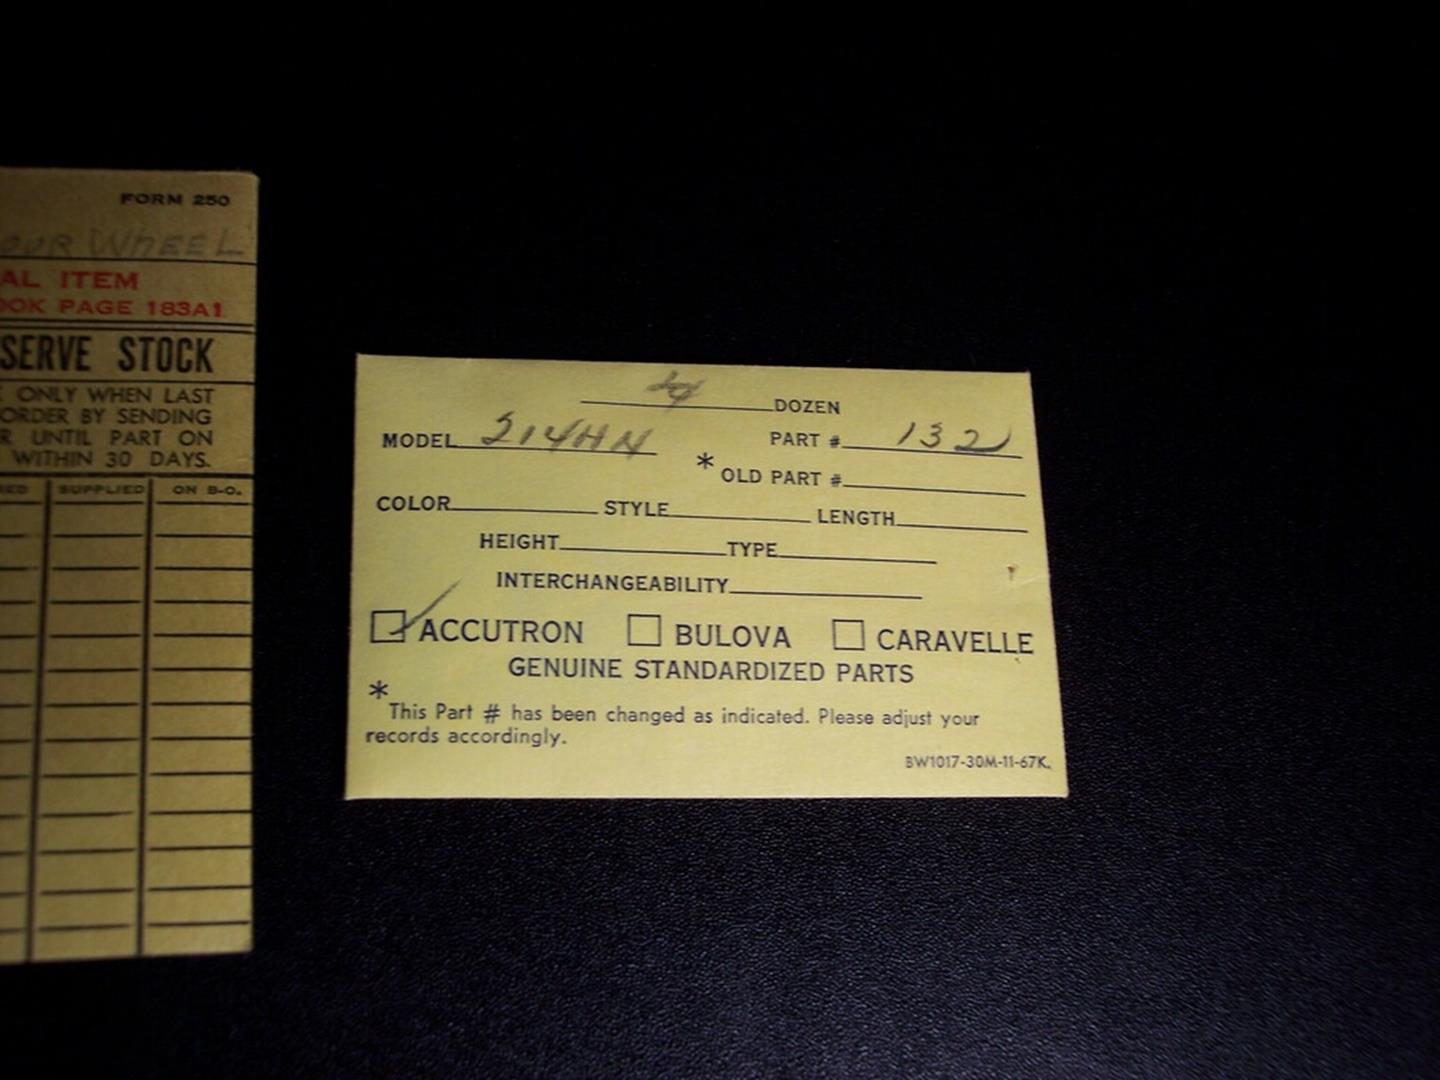 FORM 250
OUR WHEEL
AL ITEM
OOK PAGE 183A1
SERVE STOCK
ONLY WHEN LAST
ORDER BY SENDING
R UNTIL PART ON
WITHIN 30 DAYS.
SUPPLIED ON B-O.
DOZEN
MODEL 214HN PART # 132
* OLD PART #
COLOR STYLE LENGTH
HEIGHT TYPE
INTERCHANGEABILITY
ACCUTRON BULOVA CARAVELLE
GENUINE STANDARDIZED PARTS
* This Part # has been changed as indicated. Please adjust your
records accordingly.
BW1017-30M-11-67K.